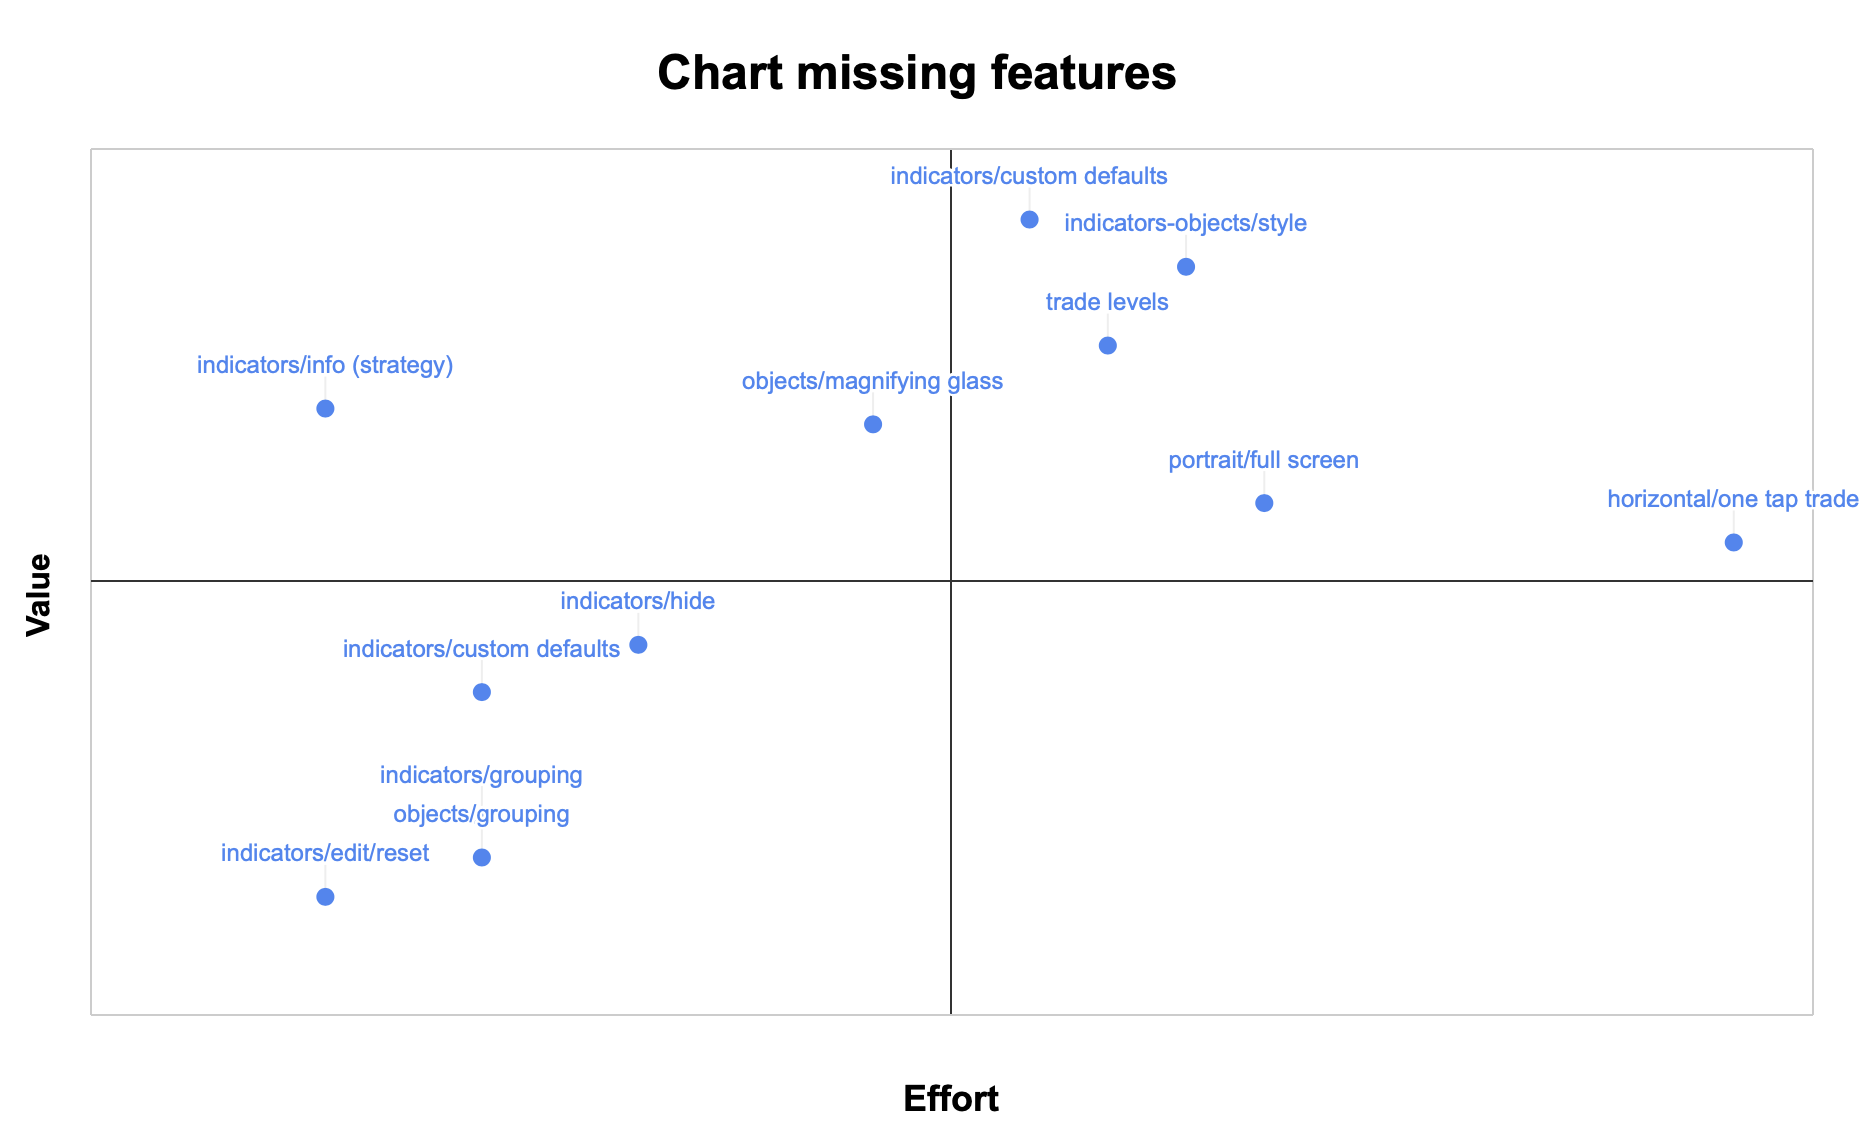 Chart missing features
indicators/custom defaults
indicators-objects/style
trade levels
indicators/info (strategy)
objects/magnifying glass
portrait/full screen
horizontal/one tap trade
Value
indicators/hide
indicators/custom defaults
indicators/grouping
objects/grouping
indicators/edit/reset
Effort